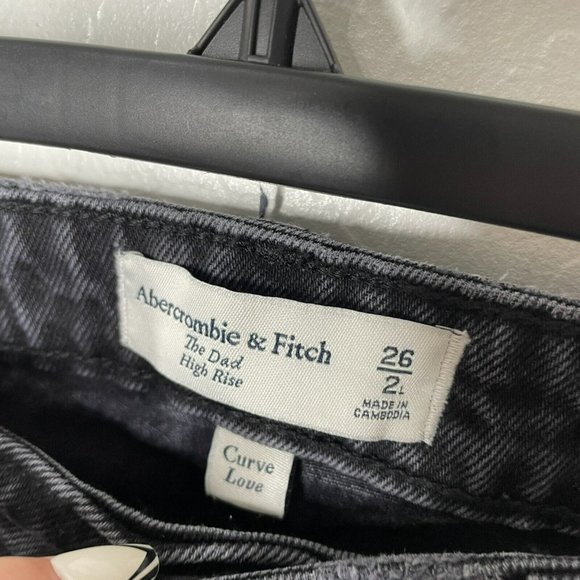 Abercrombie & Fitch
The Dad
High Rise
26
2L
MADE IN
CAMBODIA
Curve
Love